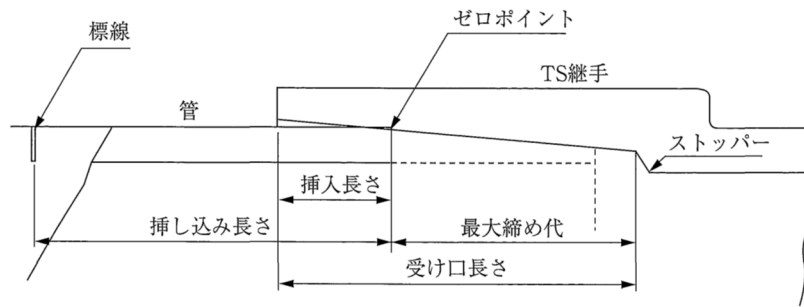 標線
ゼロポイント
管
TS継手
ストッパー
挿入長さ
挿し込み長さ
最大締め代
受け口長さ